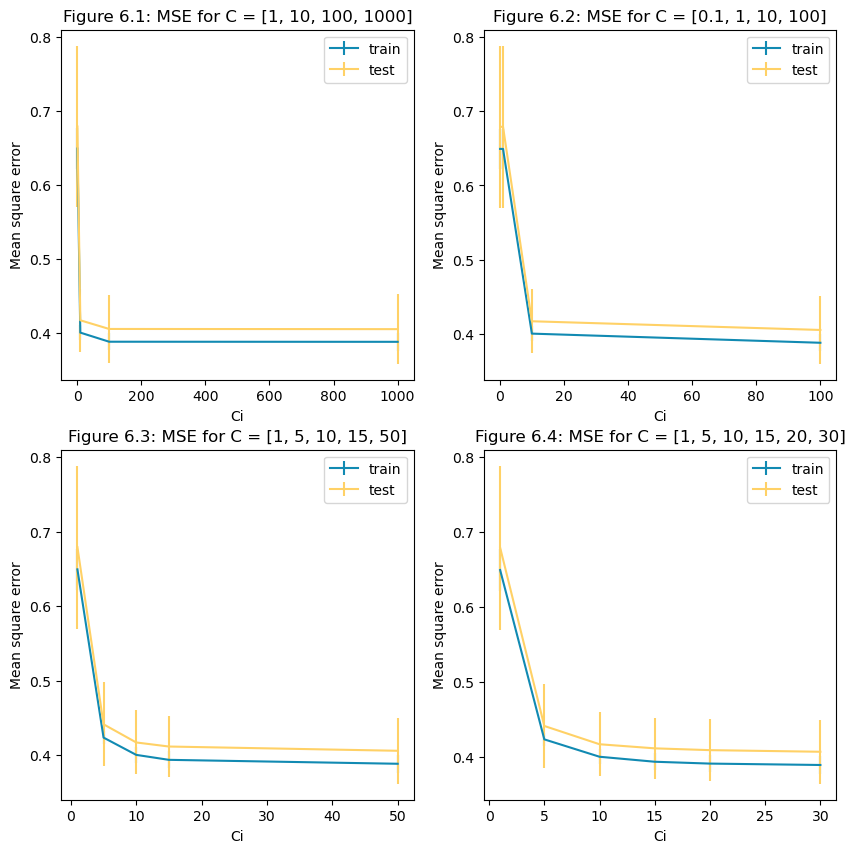 Figure 6.1: MSE for C = [1, 10, 100, 1000]
train
test
Mean square error
0.8
0.7
0.6
0.5
0.4
0
200
400
600
800
1000
Ci
Figure 6.2: MSE for C = [0.1, 1, 10, 100]
train
test
Mean square error
0.8
0.7
0.6
0.5
0.4
0
20
40
60
80
100
Ci
Figure 6.3: MSE for C = [1, 5, 10, 15, 50]
train
test
Mean square error
0.8
0.7
0.6
0.5
0.4
0
10
20
30
40
50
Ci
Figure 6.4: MSE for C = [1, 5, 10, 15, 20, 30]
train
test
Mean square error
0.8
0.7
0.6
0.5
0.4
0
5
10
15
20
25
30
Ci